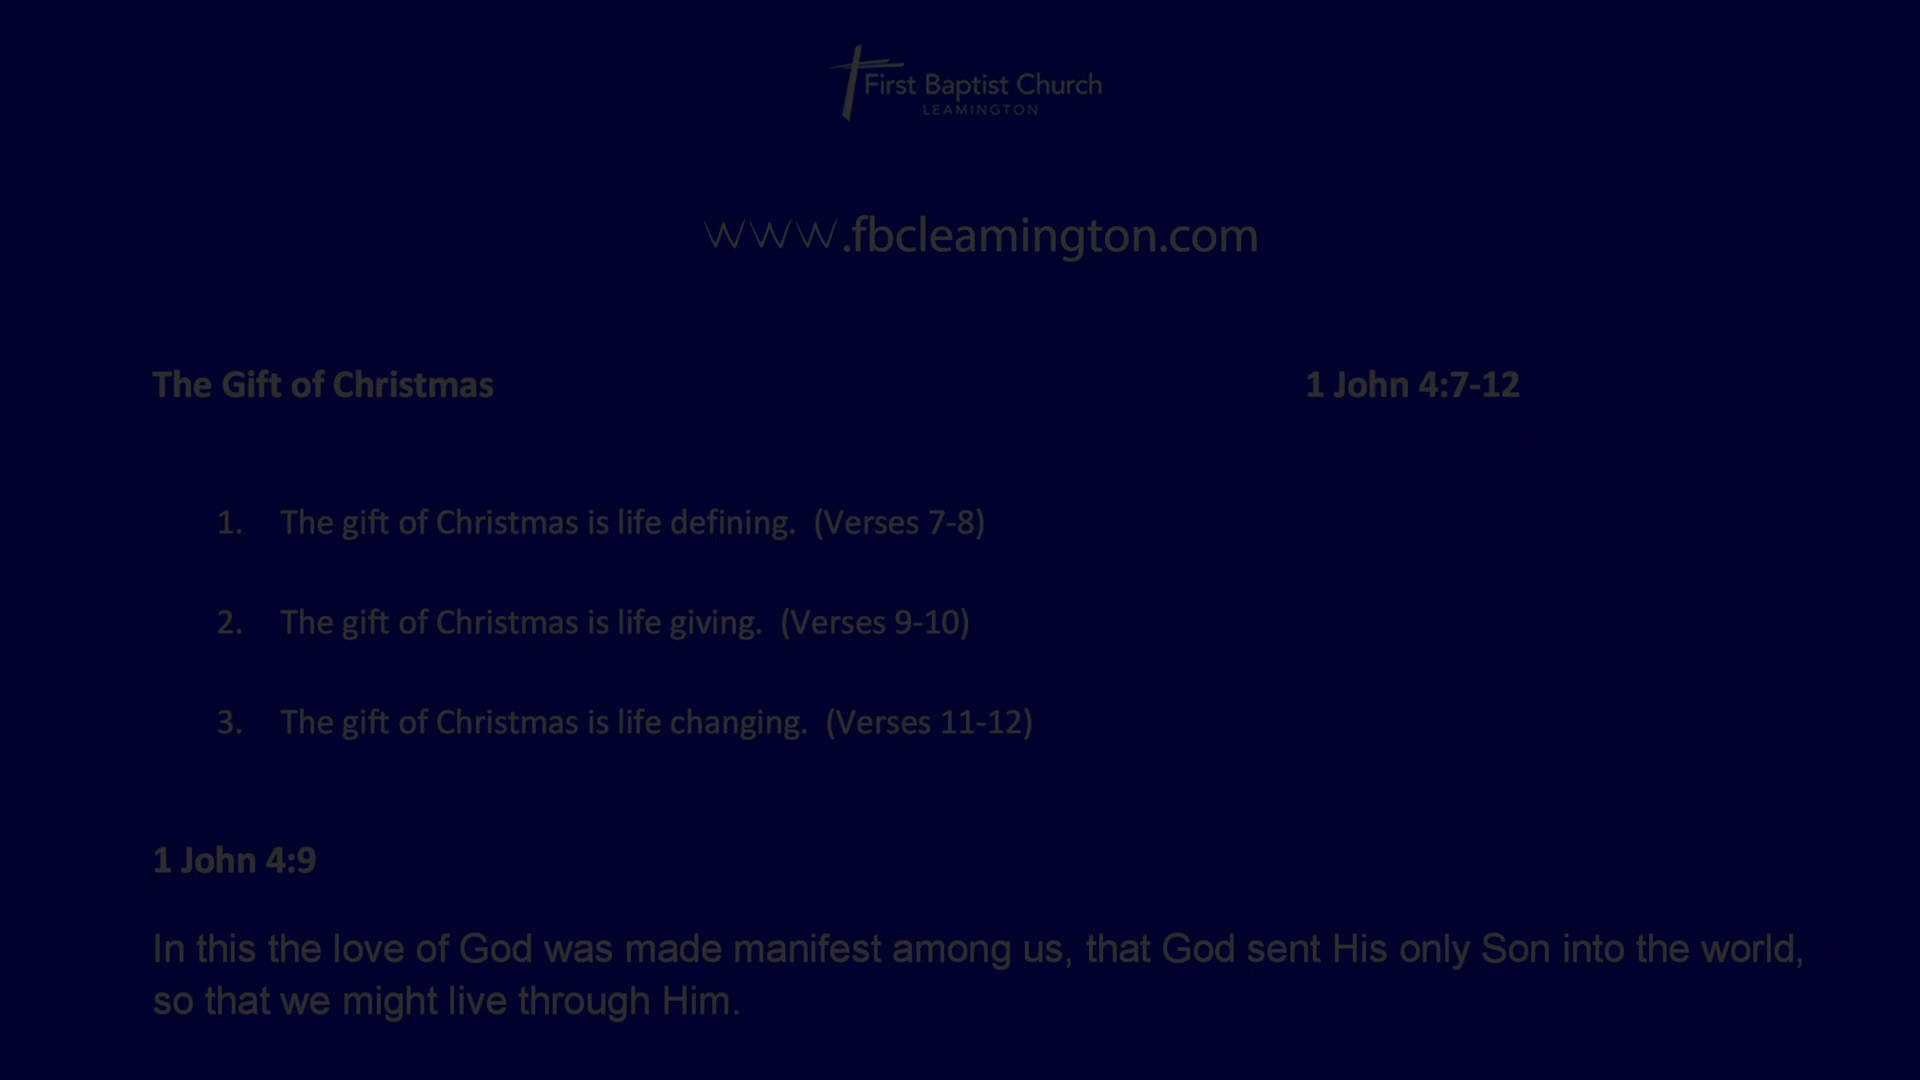 First Baptist Church
LEAMINGTON
www.fbcleamington.com
The Gift of Christmas 1 John 4:7-12
1. The gift of Christmas is life defining. (Verses 7-8)
2. The gift of Christmas is life giving. (Verses 9-10)
3. The gift of Christmas is life changing. (Verses 11-12)
1 John 4:9
In this the love of God was made manifest among us, that God sent His only Son into the world,
so that we might live through Him.